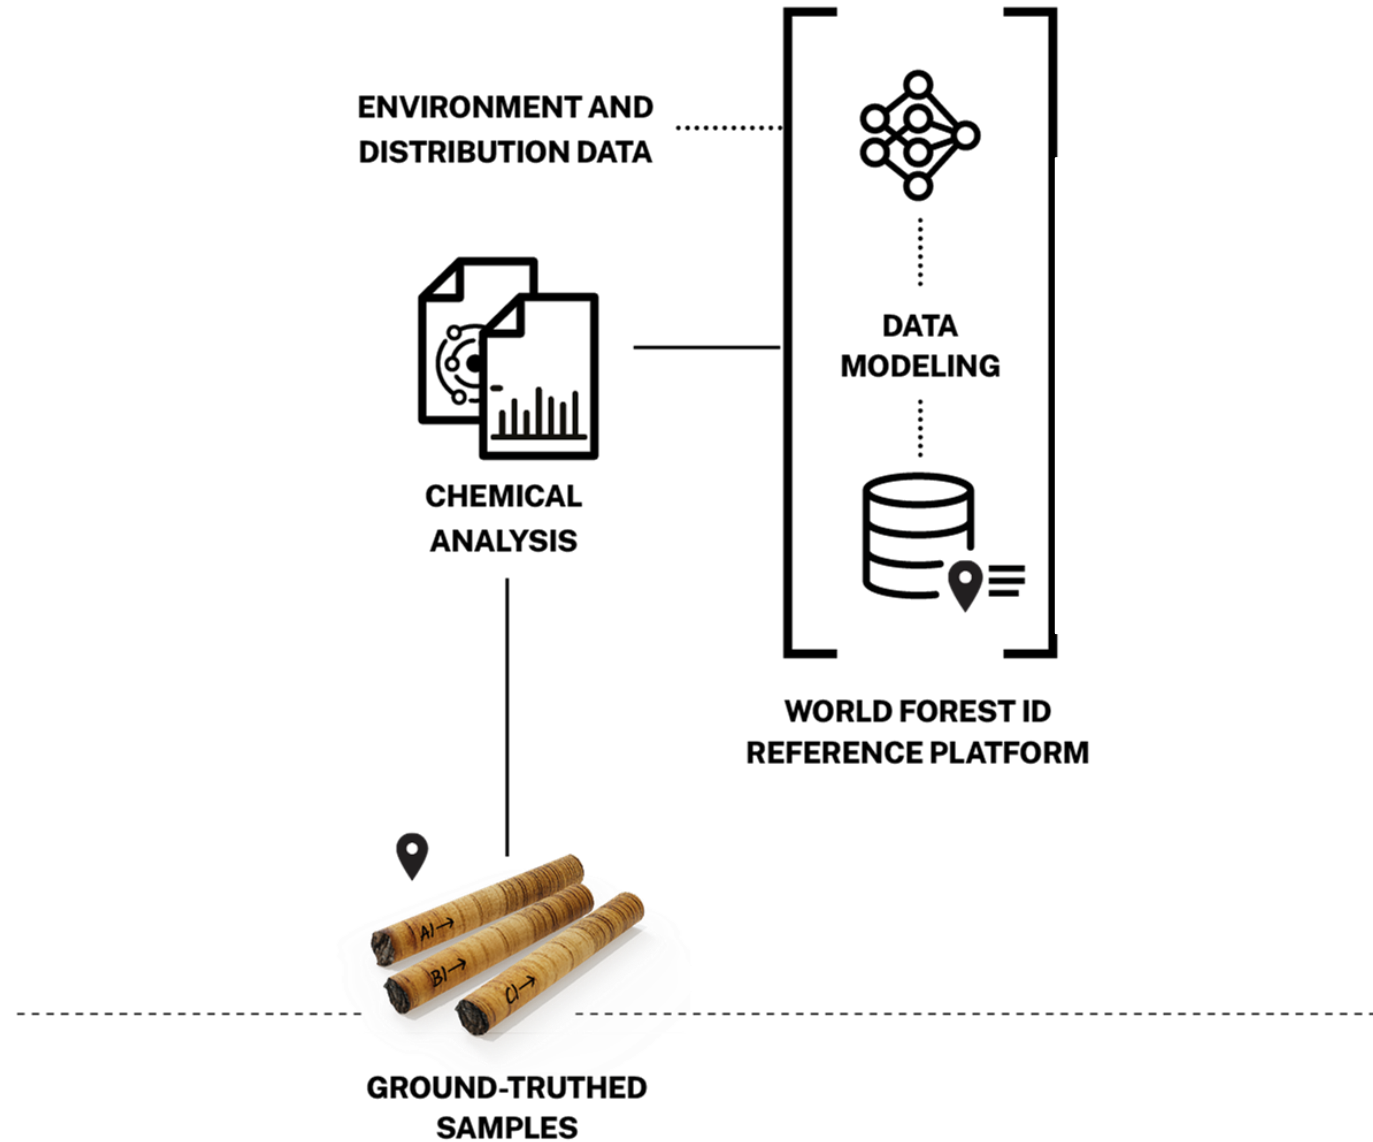 ENVIRONMENT AND
DISTRIBUTION DATA
DATA
MODELING
CHEMICAL
ANALYSIS
WORLD FOREST ID
REFERENCE PLATFORM
A1→
B1→
C1→
GROUND-TRUTHED
SAMPLES